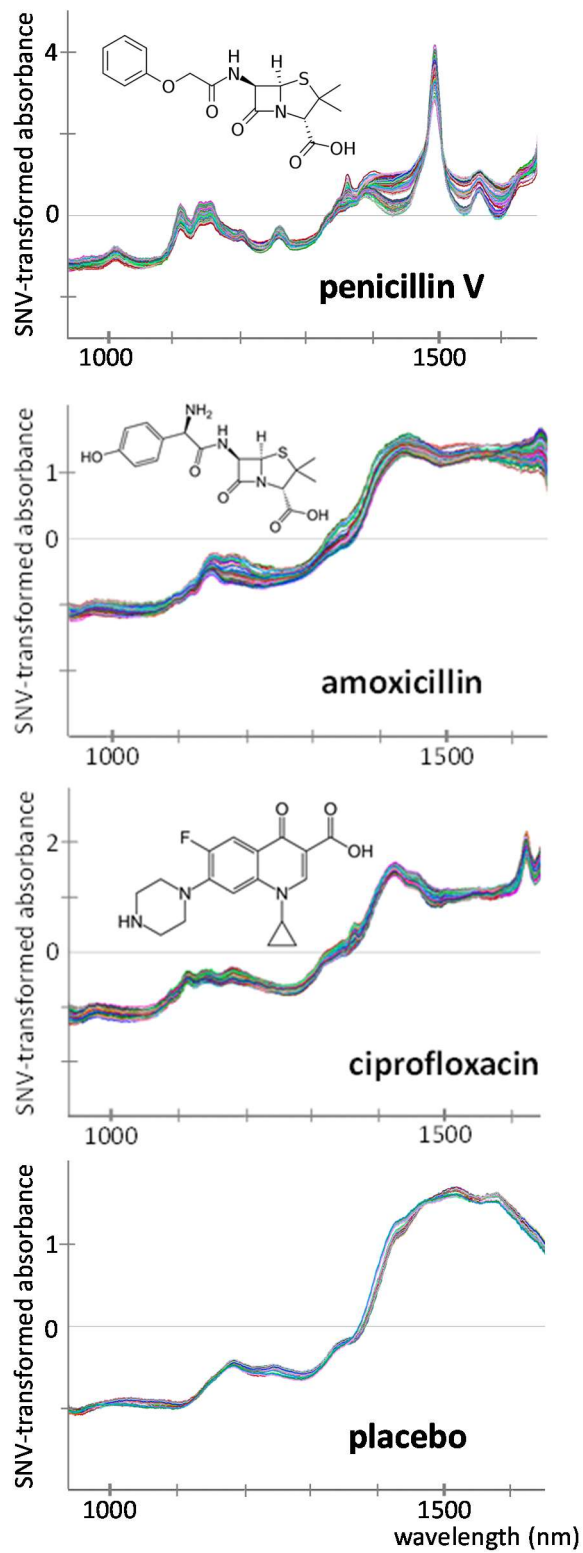 SNV-transformed absorbance
4
0
H
N
H
S
O
O
O
N
O
OH
penicillin V
1000
1500
SNV-transformed absorbance
1
0
NH2
HO
O
H
N
H
S
O
N
O
OH
amoxicillin
1000
1500
SNV-transformed absorbance
2
0
O
O
F
OH
N
N
HN
ciprofloxacin
1000
1500
SNV-transformed absorbance
1
0
placebo
1000
1500
wavelength (nm)